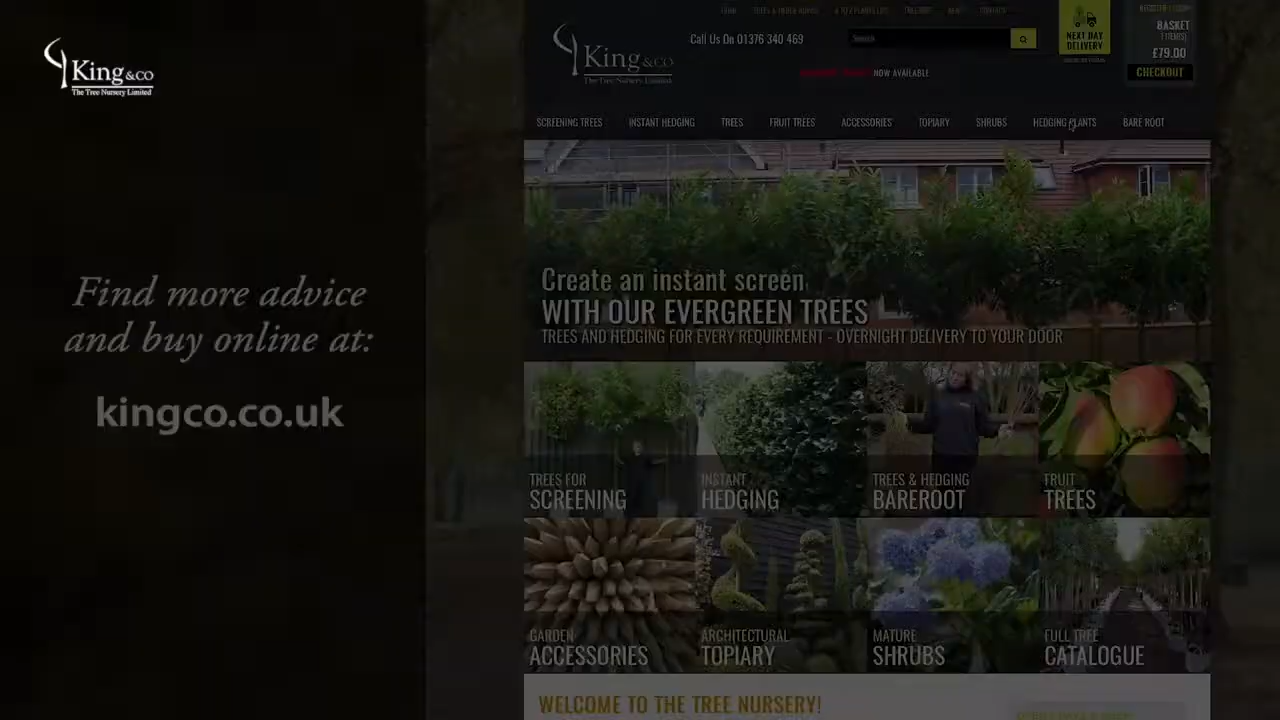 King & CO
The Tree Nursery Limited
Find more advice
and buy online at:
kingco.co.uk
King & CO
The Tree Nursery Limited
Call Us On 01376 340 469
Search
NEXT DAY
DELIVERY
BASKET
£79.00
CHECKOUT
NOW AVAILABLE
SCREENING TREES INSTANT HEDGING TREES FRUIT TREES ACCESSORIES TOPIARY SHRUBS HEDGING PLANTS BARE ROOT
Create an instant screen
WITH OUR EVERGREEN TREES
TREES AND HEDGING FOR EVERY REQUIREMENT - OVERNIGHT DELIVERY TO YOUR DOOR
TREES FOR
SCREENING
INSTANT
HEDGING
TREES & HEDGING
BAREROOT
FRUIT
TREES
GARDEN
ACCESSORIES
ARCHITECTURAL
TOPIARY
MATURE
SHRUBS
FULL TREE
CATALOGUE
WELCOME TO THE TREE NURSERY!